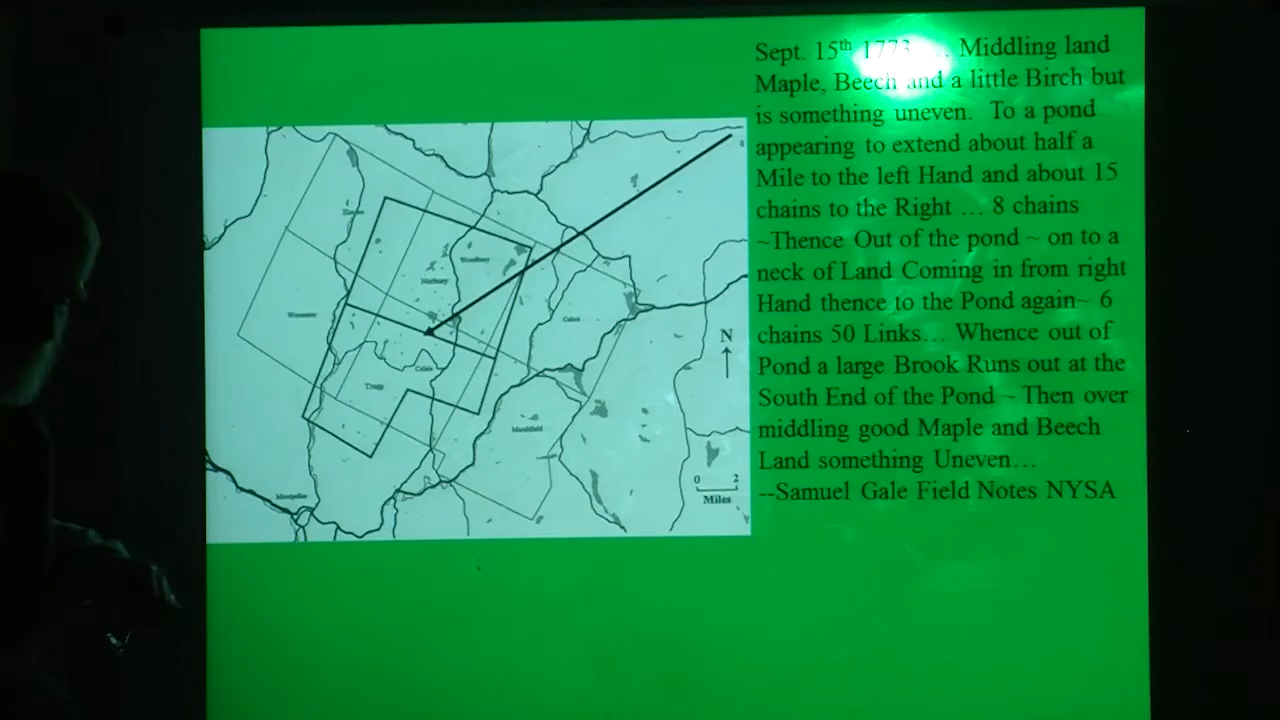 Sept. 15th 1773 ... Middling land
Maple, Beech and a little Birch but
is something uneven. To a pond
appearing to extend about half a
Mile to the left Hand and about 15
chains to the Right ... 8 chains
~Thence Out of the pond ~ on to a
neck of Land Coming in from right
Hand thence to the Pond again~ 6
chains 50 Links... Whence out of
Pond a large Brook Runs out at the
South End of the Pond ~ Then over
middling good Maple and Beech
Land something Uneven...
--Samuel Gale Field Notes NYSA
Woodbury
Norbury
Worcester
Cabot
Calais
Truup
Marshfield
Montpelier
N
0 2
Miles